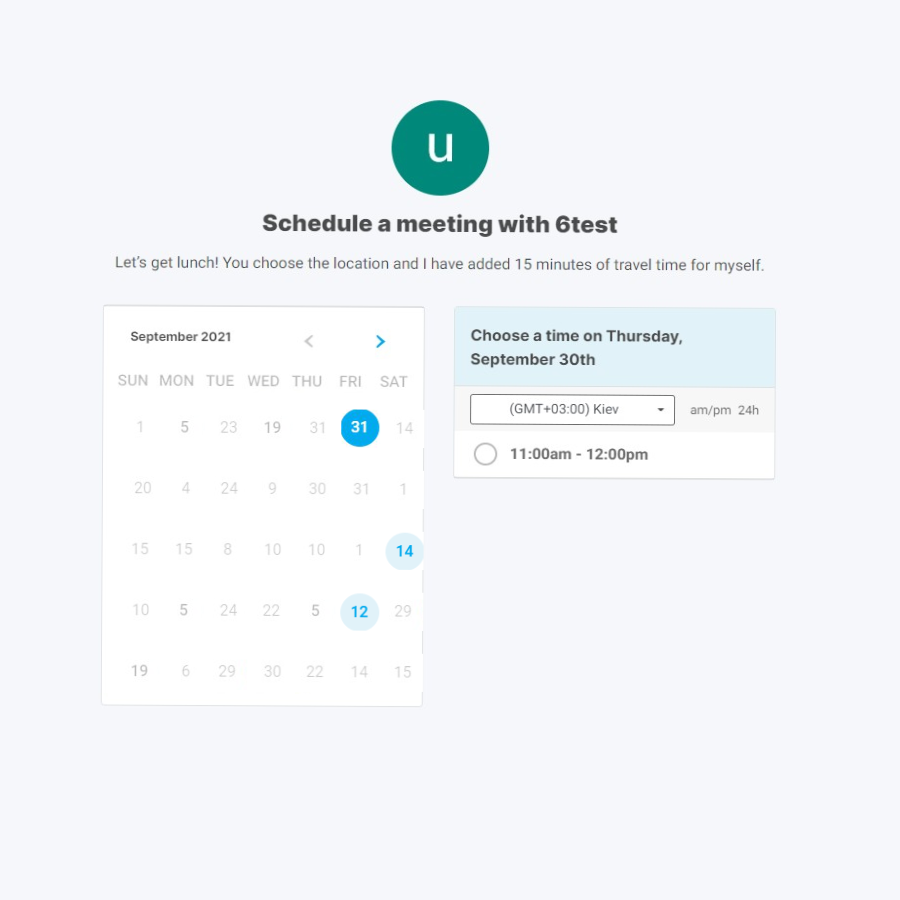 u
Schedule a meeting with 6test
Let's get lunch! You choose the location and I have added 15 minutes of travel time for myself.
September 2021
SUN MON TUE WED THU FRI SAT
1 5 23 19 31 31 14
20 4 24 9 30 31 1
15 15 8 10 10 1 14
10 5 24 22 5 12 29
19 6 29 30 22 14 15
Choose a time on Thursday,
September 30th
(GMT+03:00) Kiev am/pm 24h
11:00am - 12:00pm